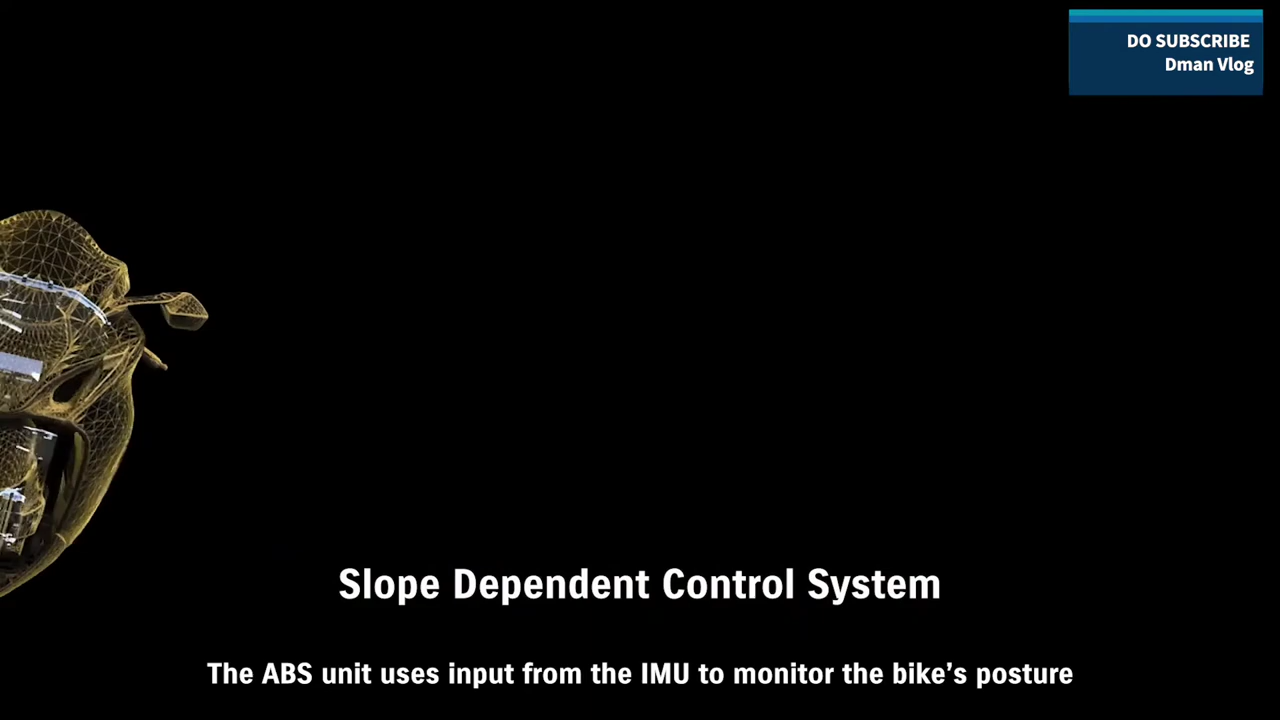 DO SUBSCRIBE
Dman Vlog
Slope Dependent Control System
The ABS unit uses input from the IMU to monitor the bike's posture